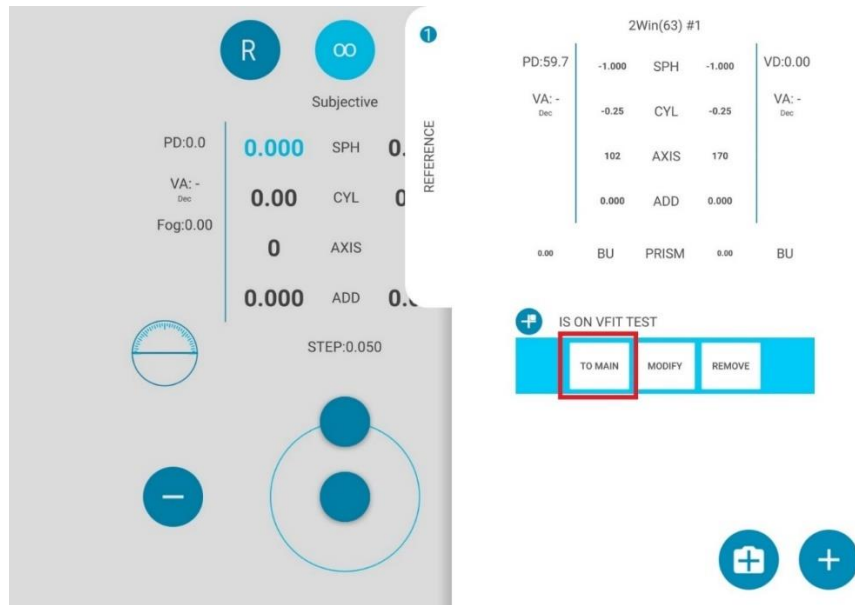 R
∞
Subjective
PD:0.0
0.000 SPH 0.
VA: -
Dec
0.00 CYL 0
Fog:0.00
0 AXIS
0.000 ADD 0.
STEP:0.050
−
1
REFERENCE
2Win(63) #1
PD:59.7 -1.000 SPH -1.000 VD:0.00
VA: - -0.25 CYL -0.25 VA: -
Dec Dec
102 AXIS 170
0.000 ADD 0.000
0.00 BU PRISM 0.00 BU
IS ON VFIT TEST
TO MAIN MODIFY REMOVE
+